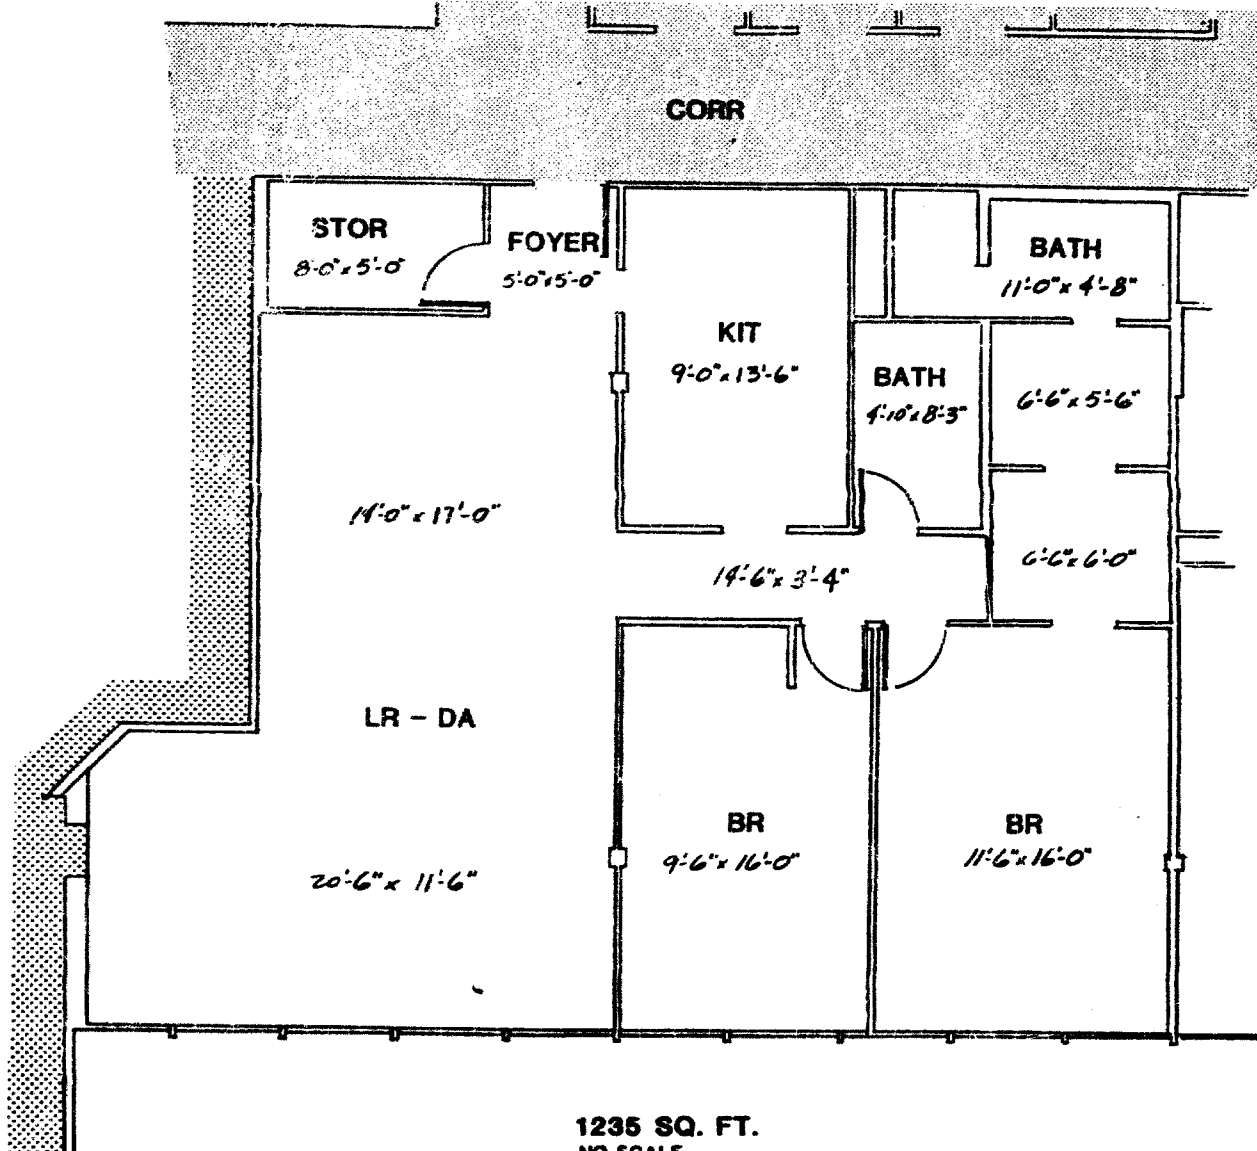 CORR
STOR
8'-0" x 5'-0"
FOYER
5'-0" x 5'-0"
BATH
11'-0" x 4'-8"
KIT
9'-0" x 13'-6"
BATH
4'-10" x 8'-3"
6'-6" x 5'-6"
14'-0" x 17'-0"
14'-6" x 3'-4"
6'-6" x 6'-0"
LR – DA
BR
9'-6" x 16'-0"
BR
11'-6" x 16'-0"
20'-6" x 11'-6"
1235 SQ. FT.
NO SCALE